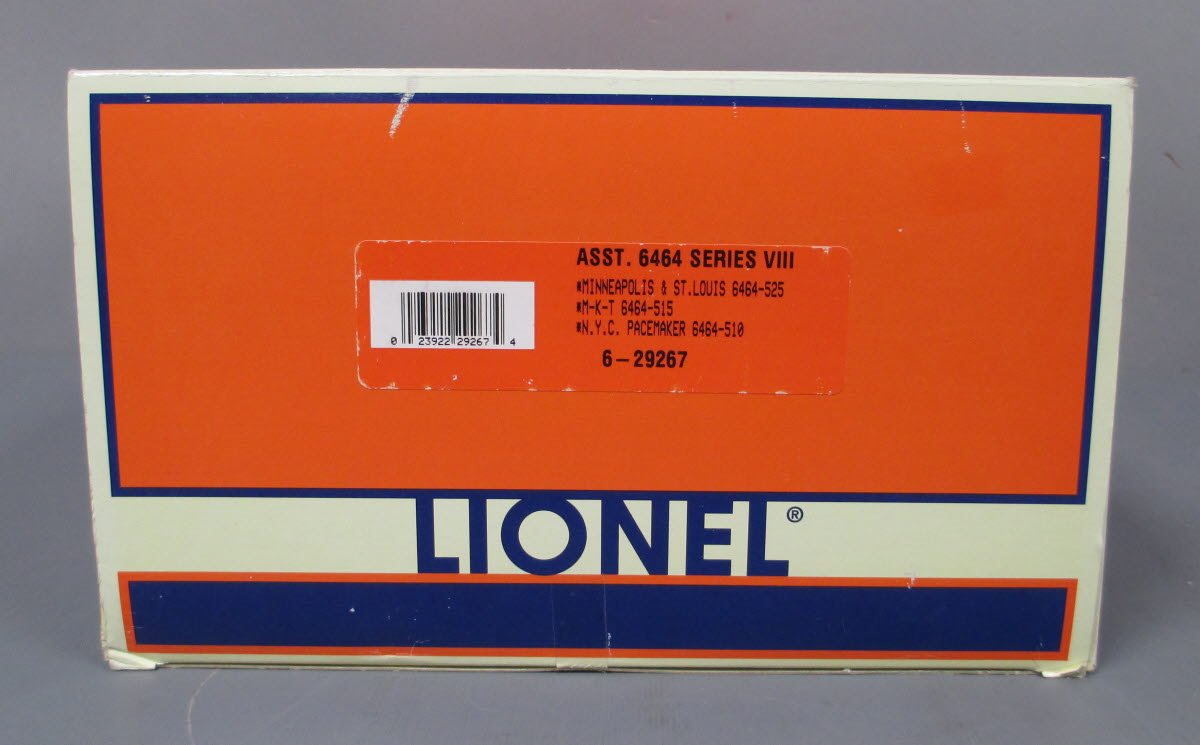 ASST. 6464 SERIES VIII
*MINNEAPOLIS & ST.LOUIS 6464-525
*M-K-T 6464-515
*N.Y.C. PACEMAKER 6464-510
6-29267
0 23922 29267 4
LIONEL®